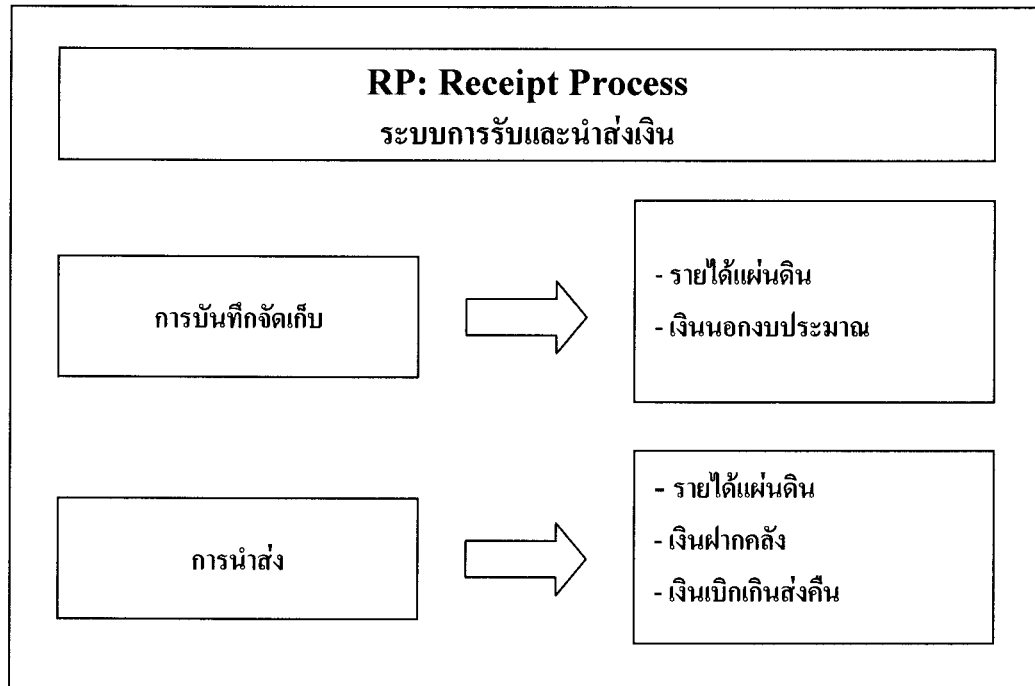 RP: Receipt Process
ระบบการรับและนำส่งเงิน
การบันทึกจัดเก็บ
- รายได้แผ่นดิน
- เงินนอกงบประมาณ
การนำส่ง
- รายได้แผ่นดิน
- เงินฝากคลัง
- เงินเบิกเกินส่งคืน